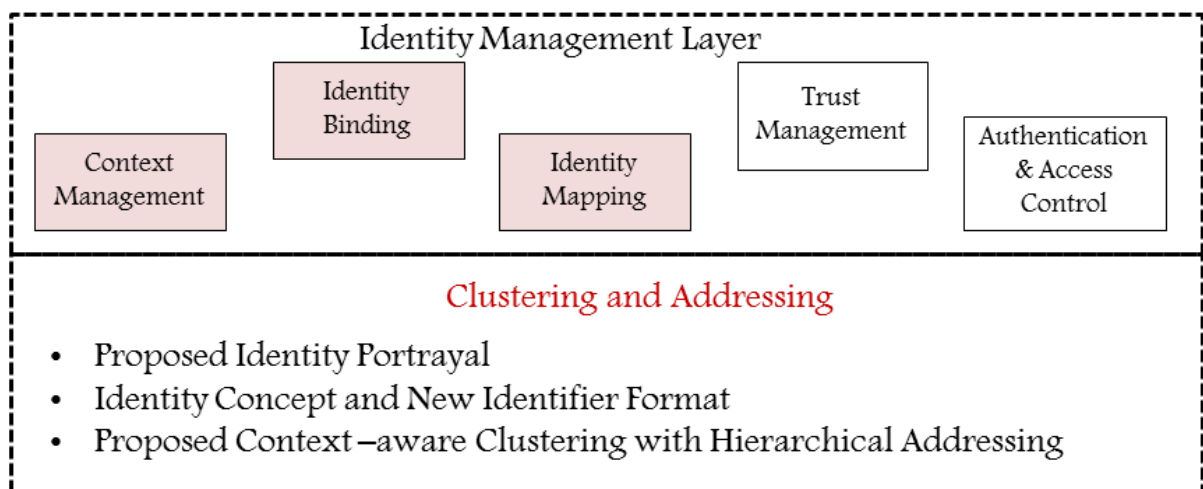 Identity Management Layer
Context
Management
Identity
Binding
Identity
Mapping
Trust
Management
Authentication
& Access
Control
Clustering and Addressing
• Proposed Identity Portrayal
• Identity Concept and New Identifier Format
• Proposed Context –aware Clustering with Hierarchical Addressing